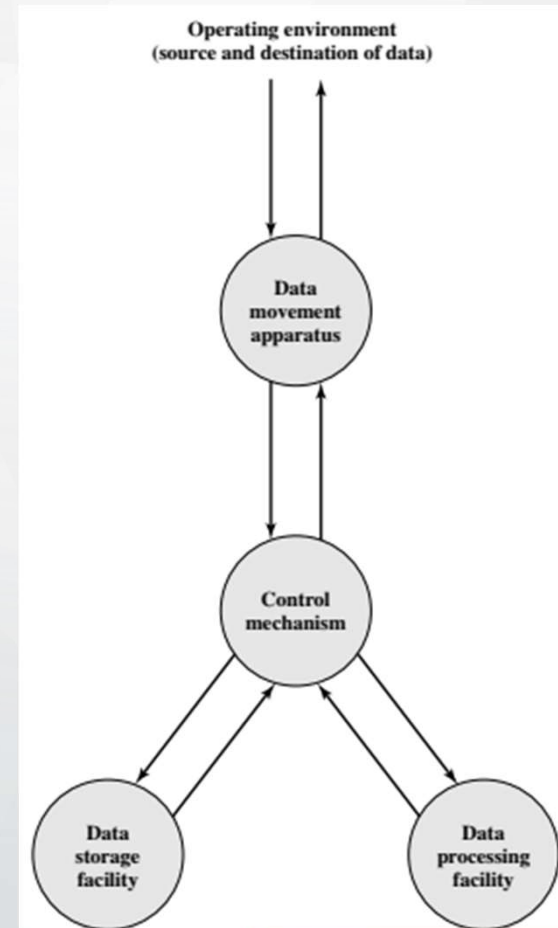 Operating environment
(source and destination of data)
Data
movement
apparatus
Control
mechanism
Data
storage
facility
Data
processing
facility